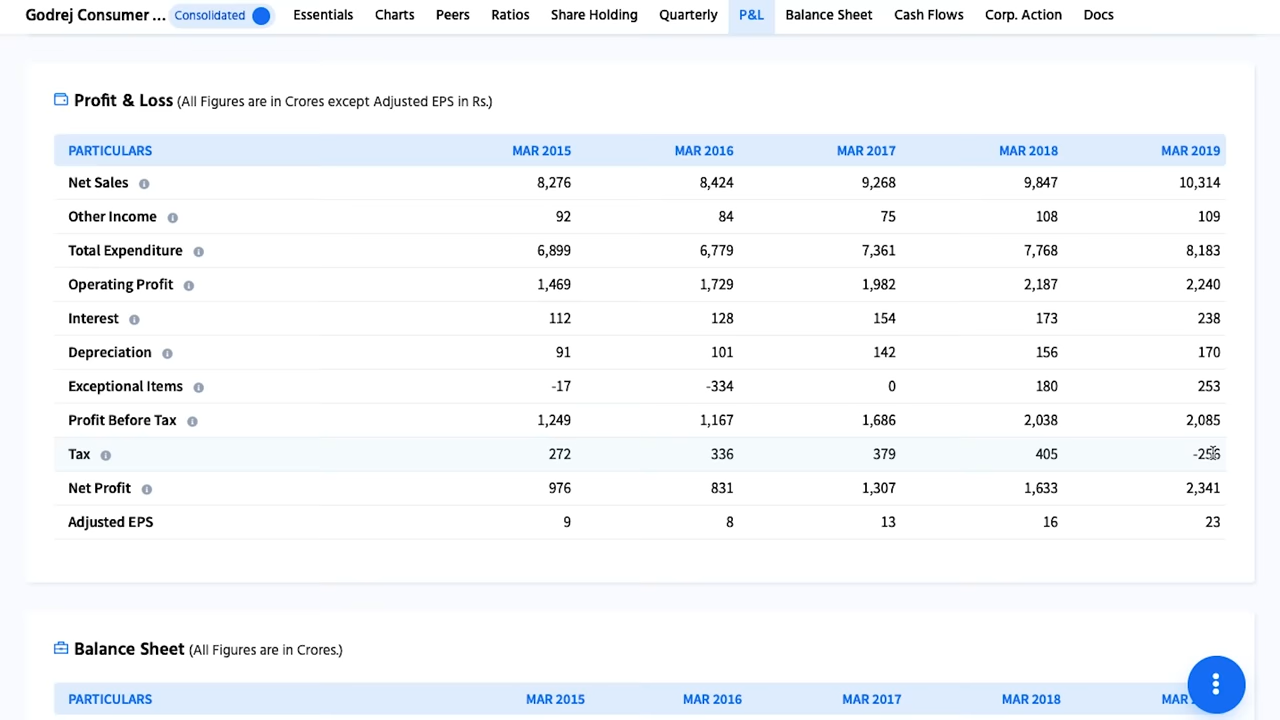 Godrej Consumer ... Consolidated Essentials Charts Peers Ratios Share Holding Quarterly P&L Balance Sheet Cash Flows Corp. Action Docs
Profit & Loss (All Figures are in Crores except Adjusted EPS in Rs.)
PARTICULARS MAR 2015 MAR 2016 MAR 2017 MAR 2018 MAR 2019
Net Sales 8,276 8,424 9,268 9,847 10,314
Other Income 92 84 75 108 109
Total Expenditure 6,899 6,779 7,361 7,768 8,183
Operating Profit 1,469 1,729 1,982 2,187 2,240
Interest 112 128 154 173 238
Depreciation 91 101 142 156 170
Exceptional Items -17 -334 0 180 253
Profit Before Tax 1,249 1,167 1,686 2,038 2,085
Tax 272 336 379 405 -256
Net Profit 976 831 1,307 1,633 2,341
Adjusted EPS 9 8 13 16 23
Balance Sheet (All Figures are in Crores.)
PARTICULARS MAR 2015 MAR 2016 MAR 2017 MAR 2018 MAR